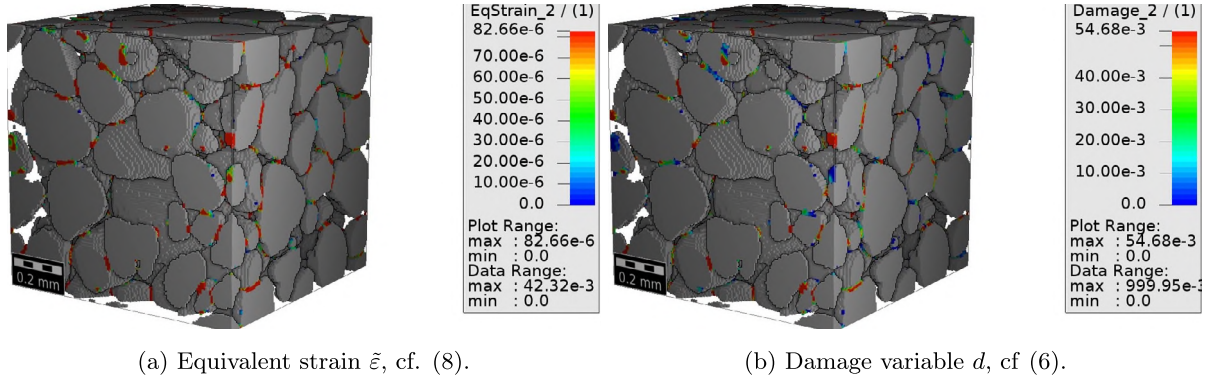 EqStrain_2 / (1)
82.66e-6
70.00e-6
60.00e-6
50.00e-6
40.00e-6
30.00e-6
20.00e-6
10.00e-6
0.0
Plot Range:
max : 82.66e-6
min : 0.0
Data Range:
max : 42.32e-3
min : 0.0
0.2 mm
Damage_2 / (1)
54.68e-3
40.00e-3
30.00e-3
20.00e-3
10.00e-3
0.0
Plot Range:
max : 54.68e-3
min : 0.0
Data Range:
max : 999.95e-
min : 0.0
0.2 mm
(a) Equivalent strain ε̃, cf. (8).
(b) Damage variable d, cf (6).